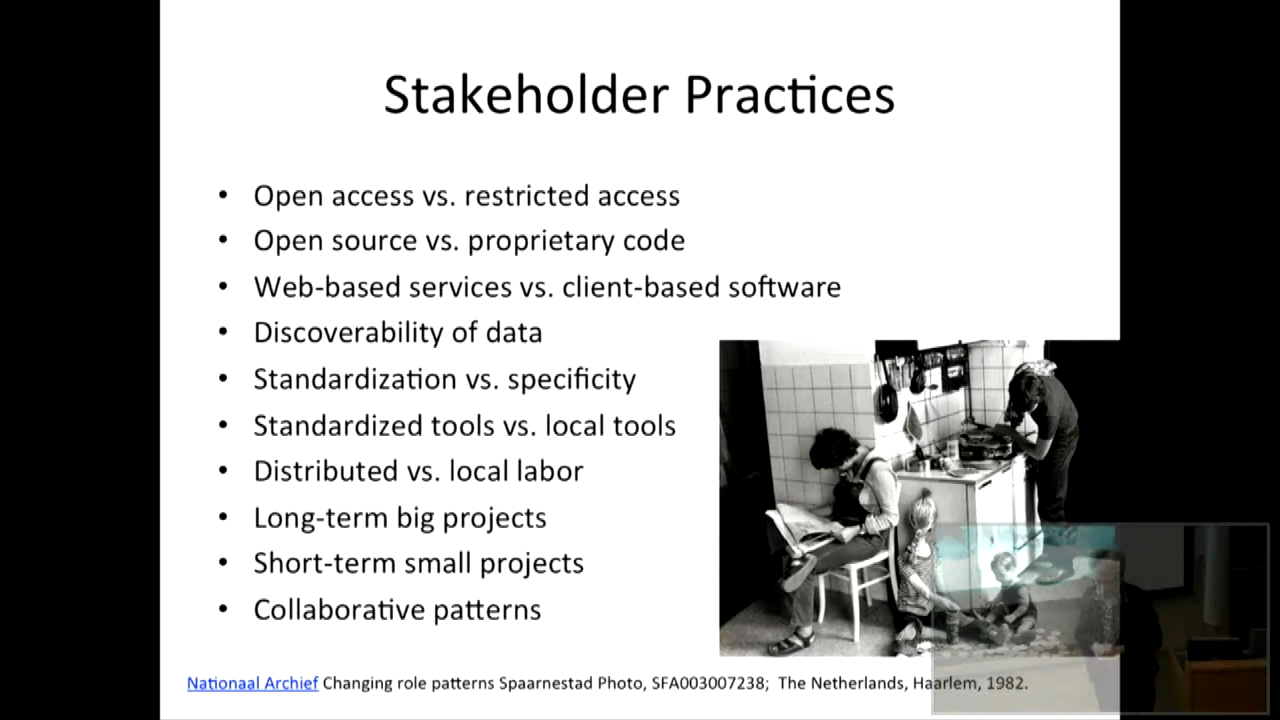 Stakeholder Practices
• Open access vs. restricted access
• Open source vs. proprietary code
• Web-based services vs. client-based software
• Discoverability of data
• Standardization vs. specificity
• Standardized tools vs. local tools
• Distributed vs. local labor
• Long-term big projects
• Short-term small projects
• Collaborative patterns
Nationaal Archief Changing role patterns Spaarnestad Photo, SFA003007238; The Netherlands, Haarlem, 1982.